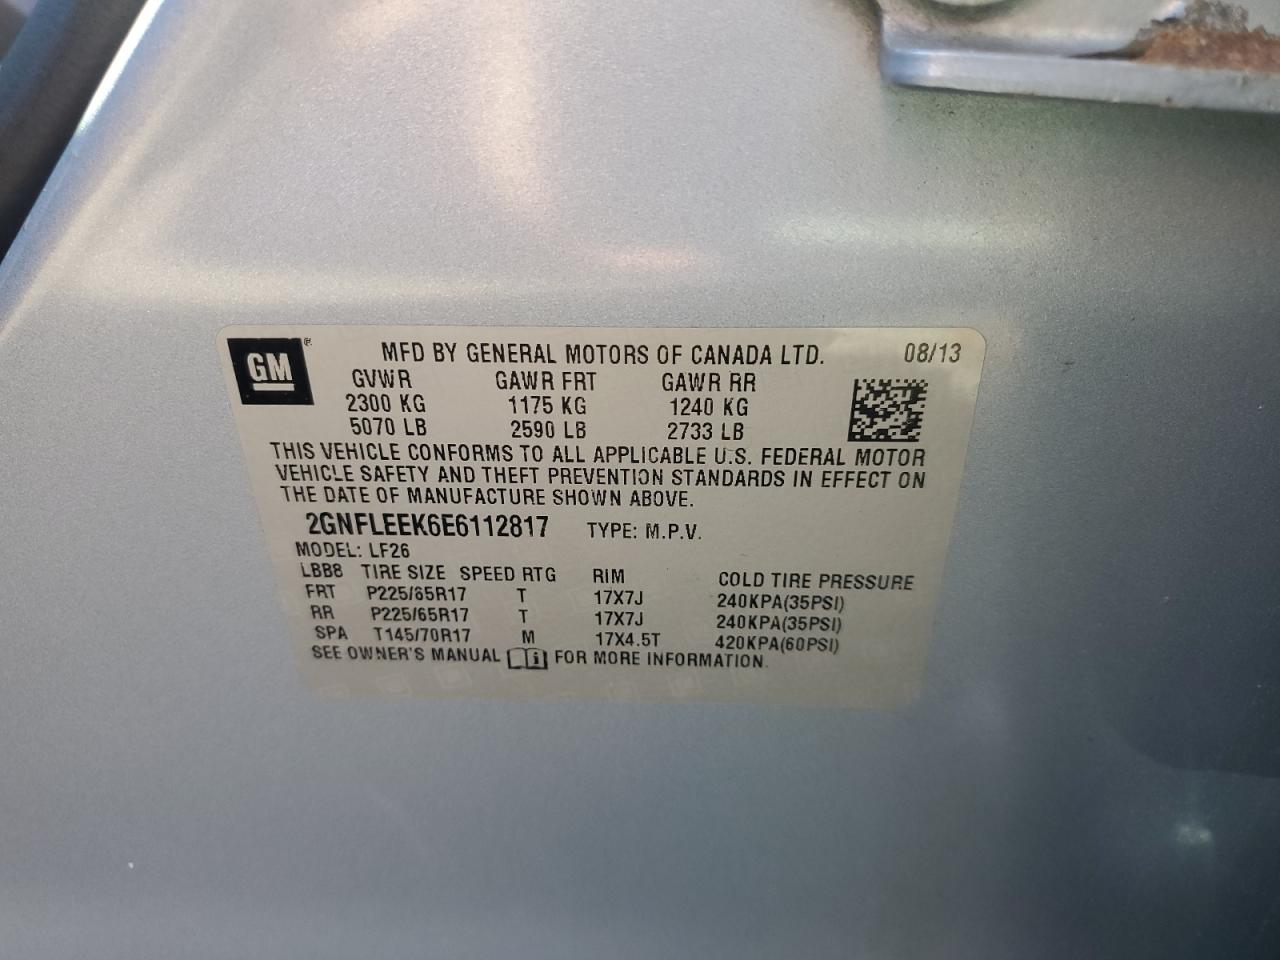 GM ®
MFD BY GENERAL MOTORS OF CANADA LTD. 08/13
GVWR GAWR FRT GAWR RR
2300 KG 1175 KG 1240 KG
5070 LB 2590 LB 2733 LB
THIS VEHICLE CONFORMS TO ALL APPLICABLE U.S. FEDERAL MOTOR
VEHICLE SAFETY AND THEFT PREVENTION STANDARDS IN EFFECT ON
THE DATE OF MANUFACTURE SHOWN ABOVE.
2GNFLEEK6E6112817 TYPE: M.P.V.
MODEL: LF26
LBB8 TIRE SIZE SPEED RTG RIM COLD TIRE PRESSURE
FRT P225/65R17 T 17X7J 240KPA(35PSI)
RR P225/65R17 T 17X7J 240KPA(35PSI)
SPA T145/70R17 M 17X4.5T 420KPA(60PSI)
SEE OWNER'S MANUAL i FOR MORE INFORMATION.